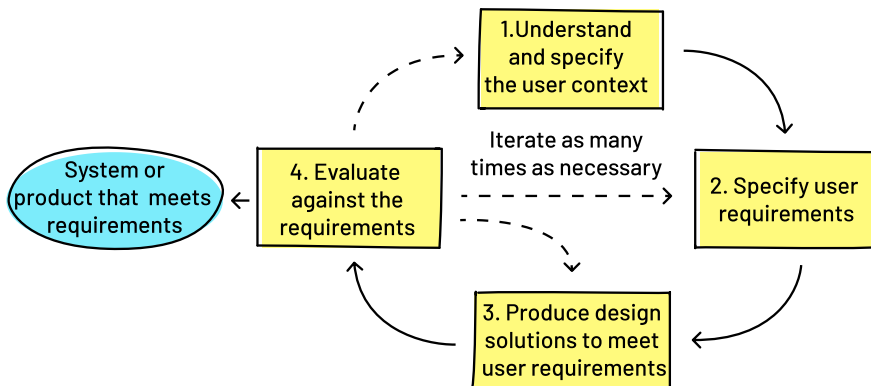 1.Understand
and specify
the user context
Iterate as many
times as necessary
System or
product that meets
requirements
4. Evaluate
against the
requirements
2. Specify user
requirements
3. Produce design
solutions to meet
user requirements